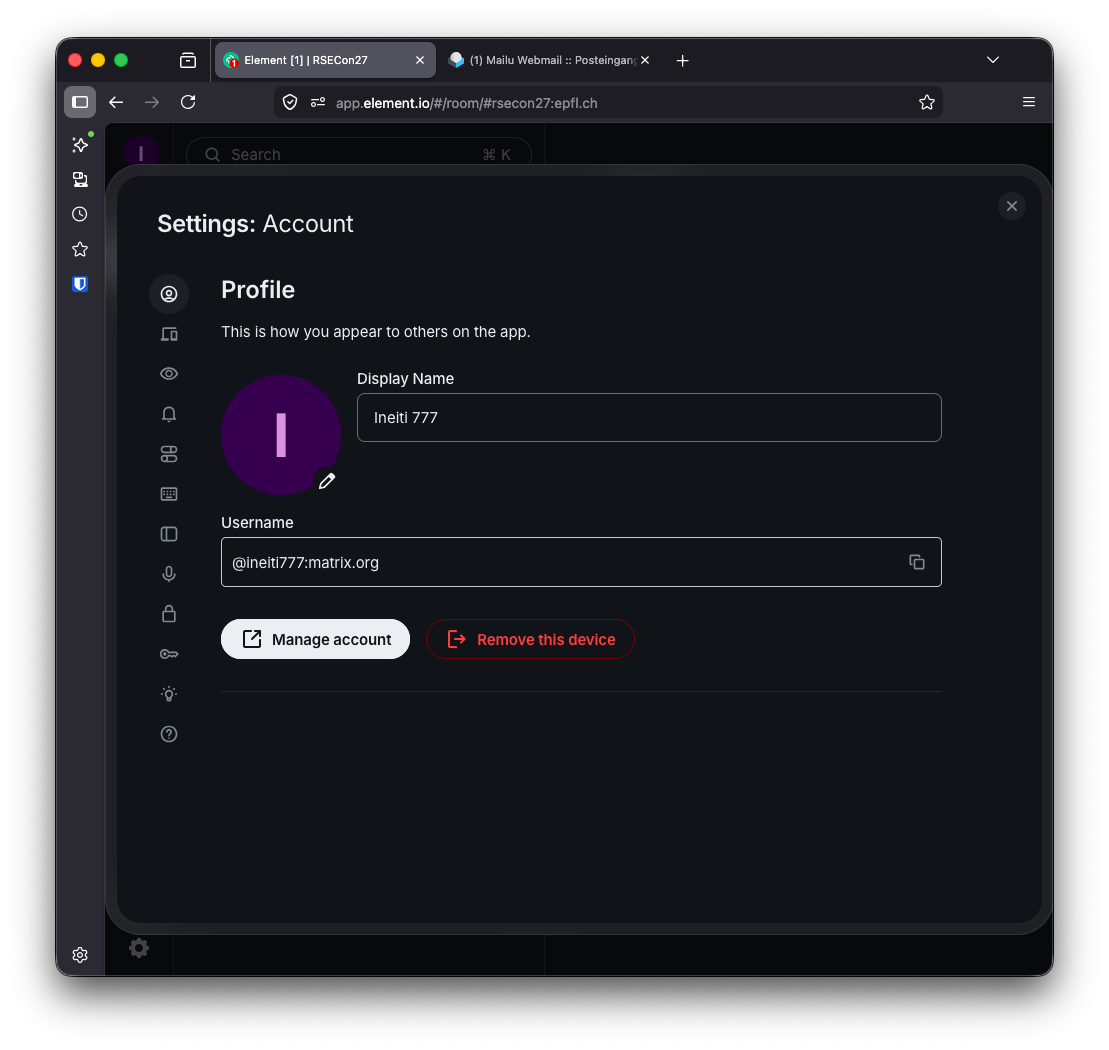 Element [1] | RSECon27
(1) Mailu Webmail :: Posteingang
app.element.io/#/room/#rsecon27:epfl.ch
I
Search
⌘ K
Settings: Account
Profile
This is how you appear to others on the app.
Display Name
I
Ineiti 777
Username
@ineiti777:matrix.org
Manage account
Remove this device